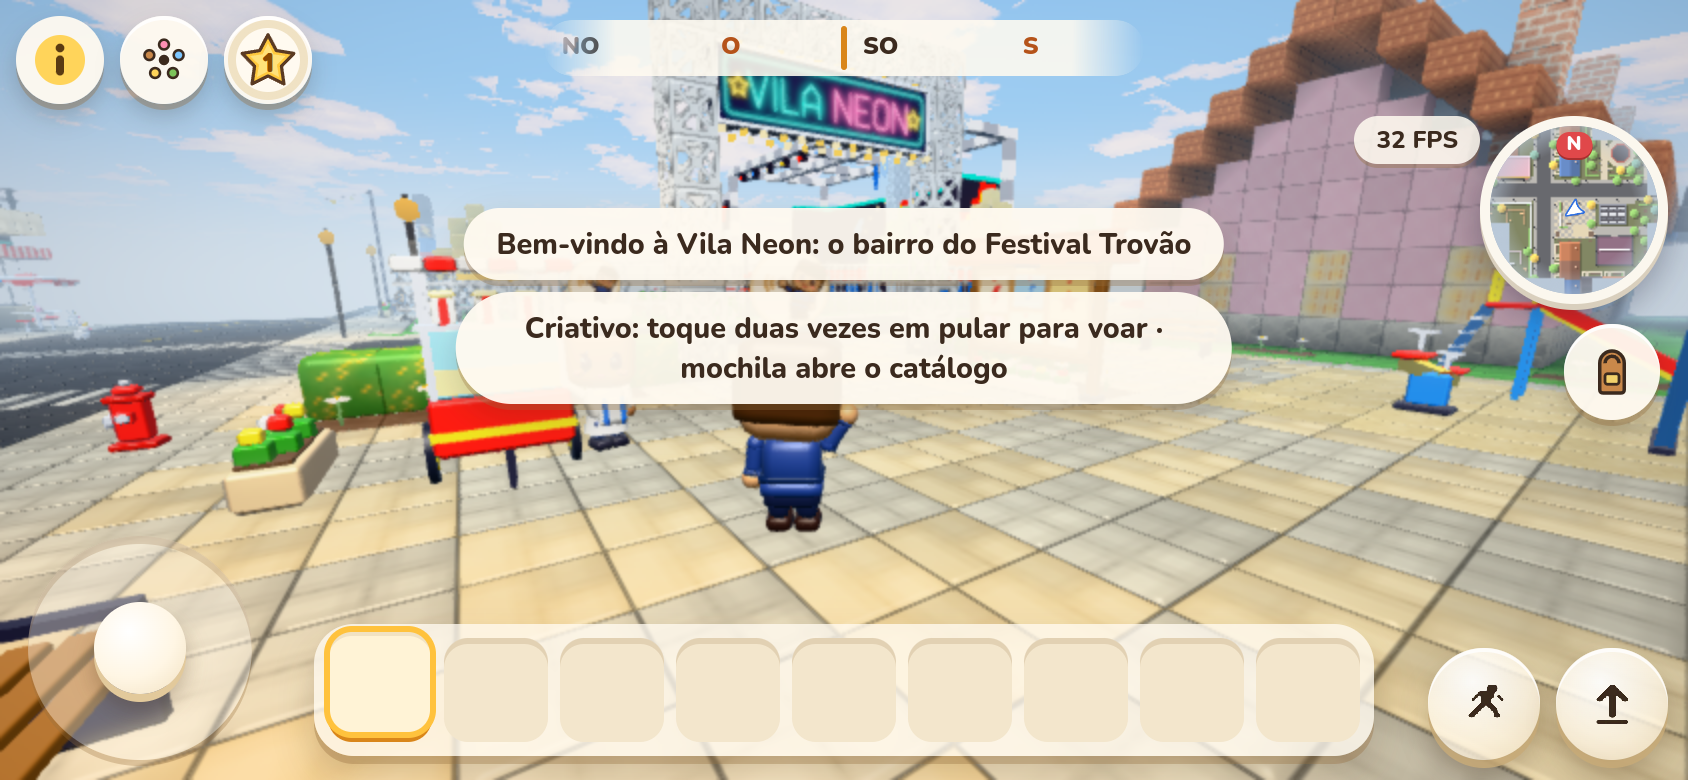 1
NO O SO S
VILA NEON
32 FPS
N
Bem-vindo à Vila Neon: o bairro do Festival Trovão
Criativo: toque duas vezes em pular para voar ·
mochila abre o catálogo